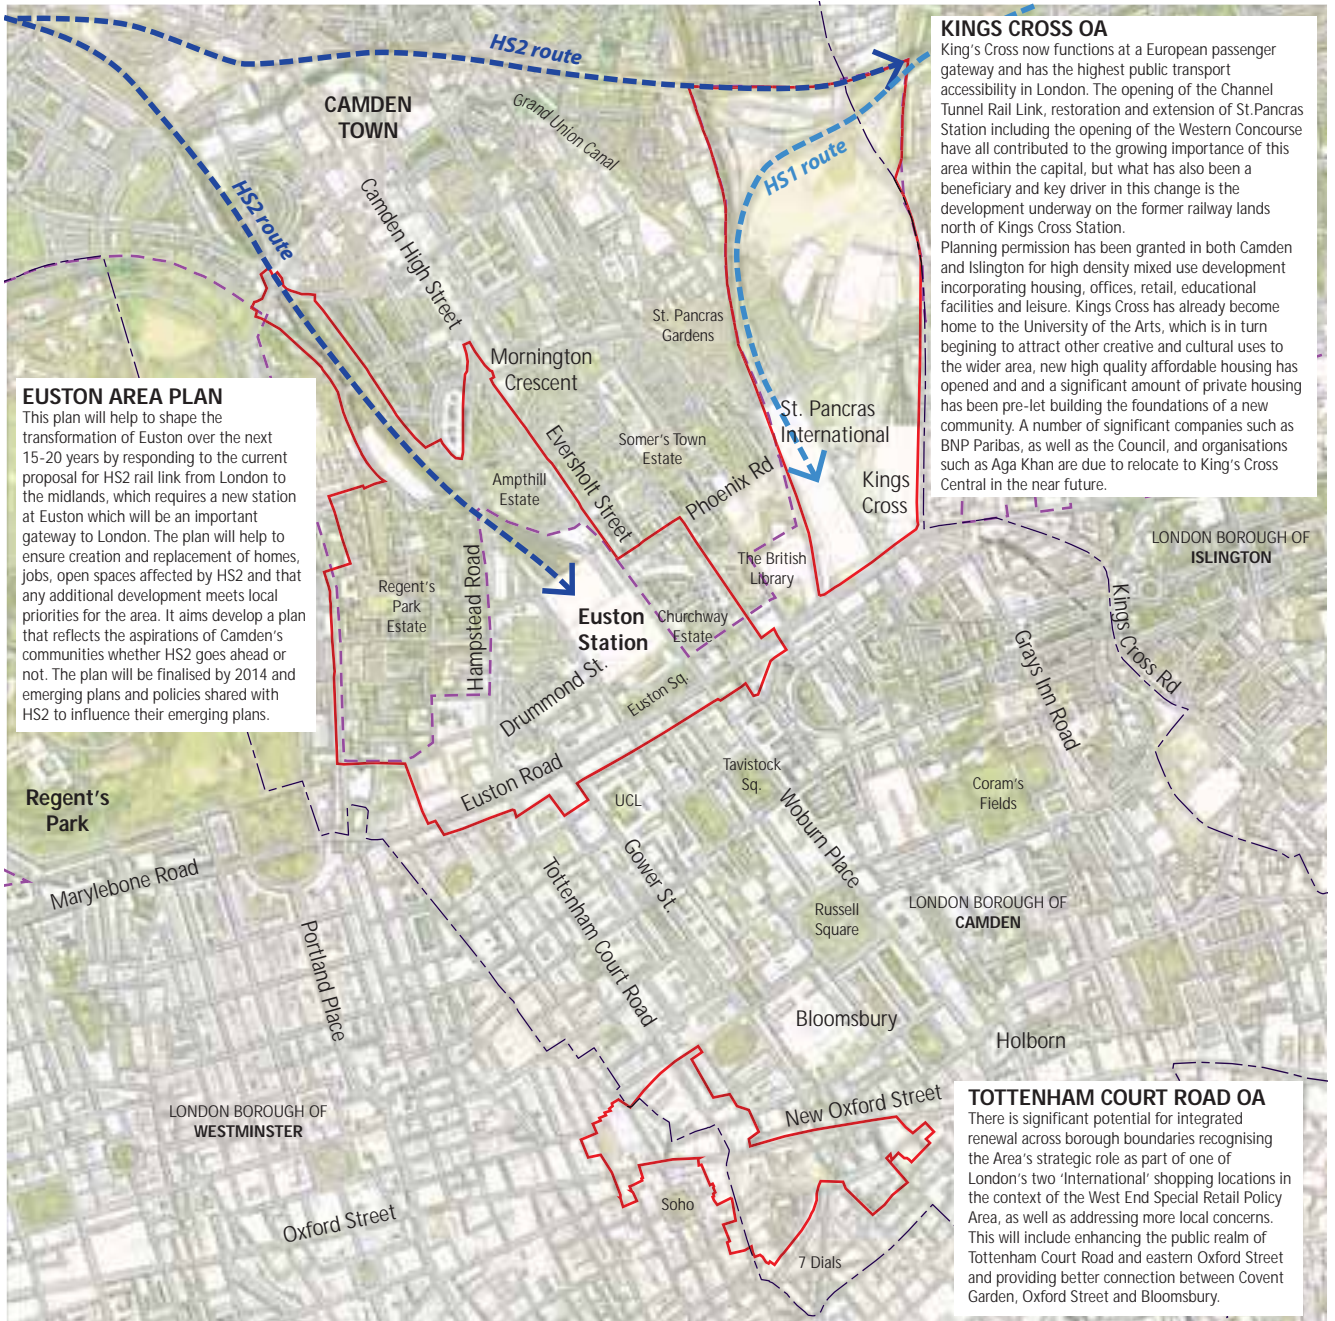 HS2 route
KINGS CROSS OA
King's Cross now functions at a European passenger
gateway and has the highest public transport
accessibility in London. The opening of the Channel
Tunnel Rail Link, restoration and extension of St.Pancras
Station including the opening of the Western Concourse
have all contributed to the growing importance of this
area within the capital, but what has also been a
beneficiary and key driver in this change is the
development underway on the former railway lands
north of Kings Cross Station.
Planning permission has been granted in both Camden
and Islington for high density mixed use development
incorporating housing, offices, retail, educational
facilities and leisure. Kings Cross has already become
home to the University of the Arts, which is in turn
begining to attract other creative and cultural uses to
the wider area, new high quality affordable housing has
opened and and a significant amount of private housing
has been pre-let building the foundations of a new
community. A number of significant companies such as
BNP Paribas, as well as the Council, and organisations
such as Aga Khan are due to relocate to King's Cross
Central in the near future.
CAMDEN
TOWN
Grand Union Canal
HS1 route
HS2 route
Camden High Street
St. Pancras
Gardens
Mornington
Crescent
EUSTON AREA PLAN
This plan will help to shape the
transformation of Euston over the next
15-20 years by responding to the current
proposal for HS2 rail link from London to
the midlands, which requires a new station
at Euston which will be an important
gateway to London. The plan will help to
ensure creation and replacement of homes,
jobs, open spaces affected by HS2 and that
any additional development meets local
priorities for the area. It aims develop a plan
that reflects the aspirations of Camden's
communities whether HS2 goes ahead or
not. The plan will be finalised by 2014 and
emerging plans and policies shared with
HS2 to influence their emerging plans.
St. Pancras
International
Somer's Town
Estate
Eversholt Street
Ampthill
Estate
Phoenix Rd
Kings
Cross
LONDON BOROUGH OF
ISLINGTON
The British
Library
Regent's
Park
Estate
Hampstead Road
Euston
Station
Churchway
Estate
Kings Cross Rd
Grays Inn Road
Drummond St.
Euston Sq.
Euston Road
Tavistock
Sq.
UCL
Coram's
Fields
Regent's
Park
Woburn Place
Marylebone Road
Gower St.
Tottenham Court Road
Russell
Square
LONDON BOROUGH OF
CAMDEN
Portland Place
Bloomsbury
Holborn
LONDON BOROUGH OF
WESTMINSTER
New Oxford Street
TOTTENHAM COURT ROAD OA
There is significant potential for integrated
renewal across borough boundaries recognising
the Area's strategic role as part of one of
London's two 'International' shopping locations in
the context of the West End Special Retail Policy
Area, as well as addressing more local concerns.
This will include enhancing the public realm of
Tottenham Court Road and eastern Oxford Street
and providing better connection between Covent
Garden, Oxford Street and Bloomsbury.
Soho
Oxford Street
7 Dials